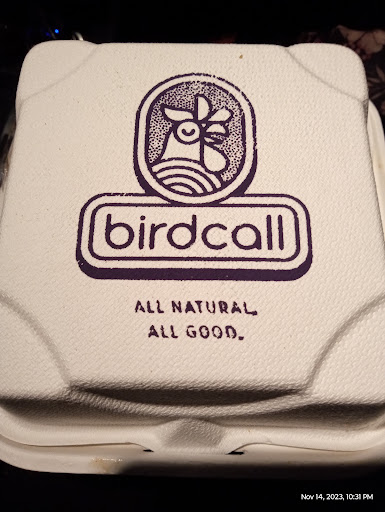 birdcall
ALL NATURAL.
ALL GOOD.
Nov 14, 2023, 10:31 PM